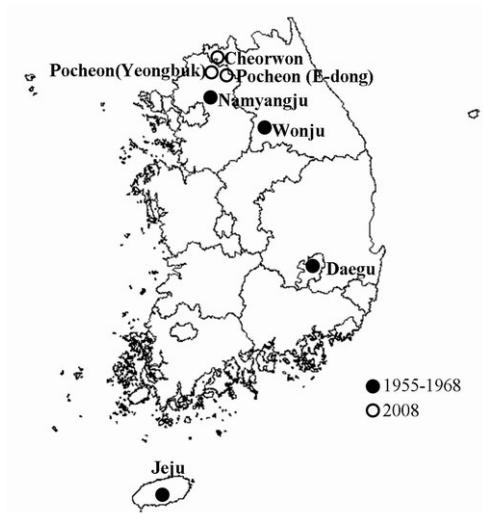 Cheorwon
Pocheon(Yeongbuk)
Pocheon (E-dong)
Namyangju
Wonju
Daegu
1955-1968
2008
Jeju